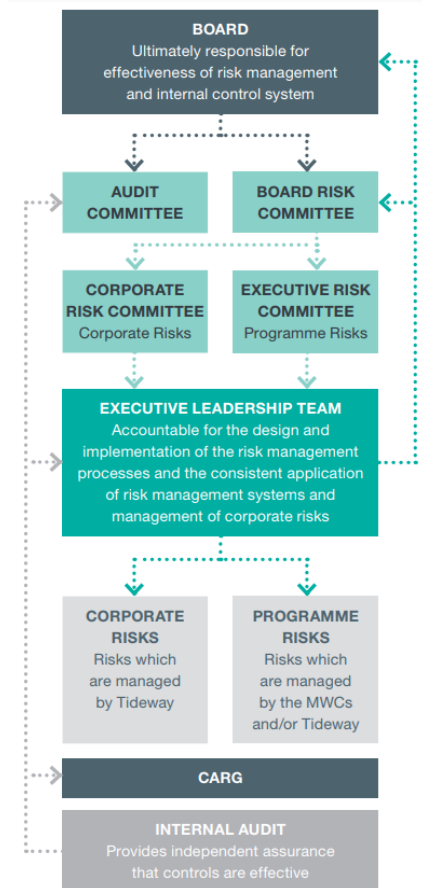 BOARD
Ultimately responsible for
effectiveness of risk management
and internal control system
AUDIT
COMMITTEE
BOARD RISK
COMMITTEE
CORPORATE
RISK COMMITTEE
Corporate Risks
EXECUTIVE RISK
COMMITTEE
Programme Risks
EXECUTIVE LEADERSHIP TEAM
Accountable for the design and
implementation of the risk management
processes and the consistent application
of risk management systems and
management of corporate risks
CORPORATE
RISKS
Risks which
are managed
by Tideway
PROGRAMME
RISKS
Risks which
are managed
by the MWCs
and/or Tideway
CARG
INTERNAL AUDIT
Provides independent assurance
that controls are effective